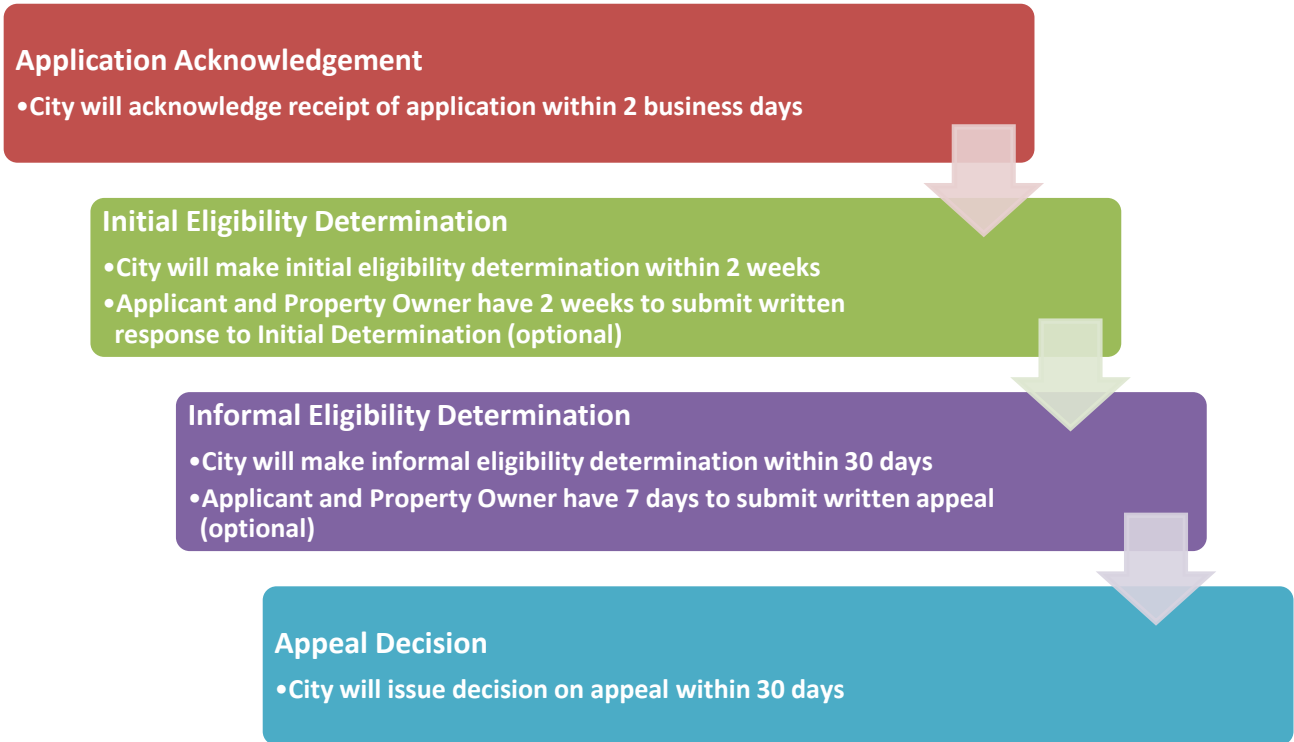 Application Acknowledgement
•City will acknowledge receipt of application within 2 business days
Initial Eligibility Determination
•City will make initial eligibility determination within 2 weeks
•Applicant and Property Owner have 2 weeks to submit written
response to Initial Determination (optional)
Informal Eligibility Determination
•City will make informal eligibility determination within 30 days
•Applicant and Property Owner have 7 days to submit written appeal
(optional)
Appeal Decision
•City will issue decision on appeal within 30 days